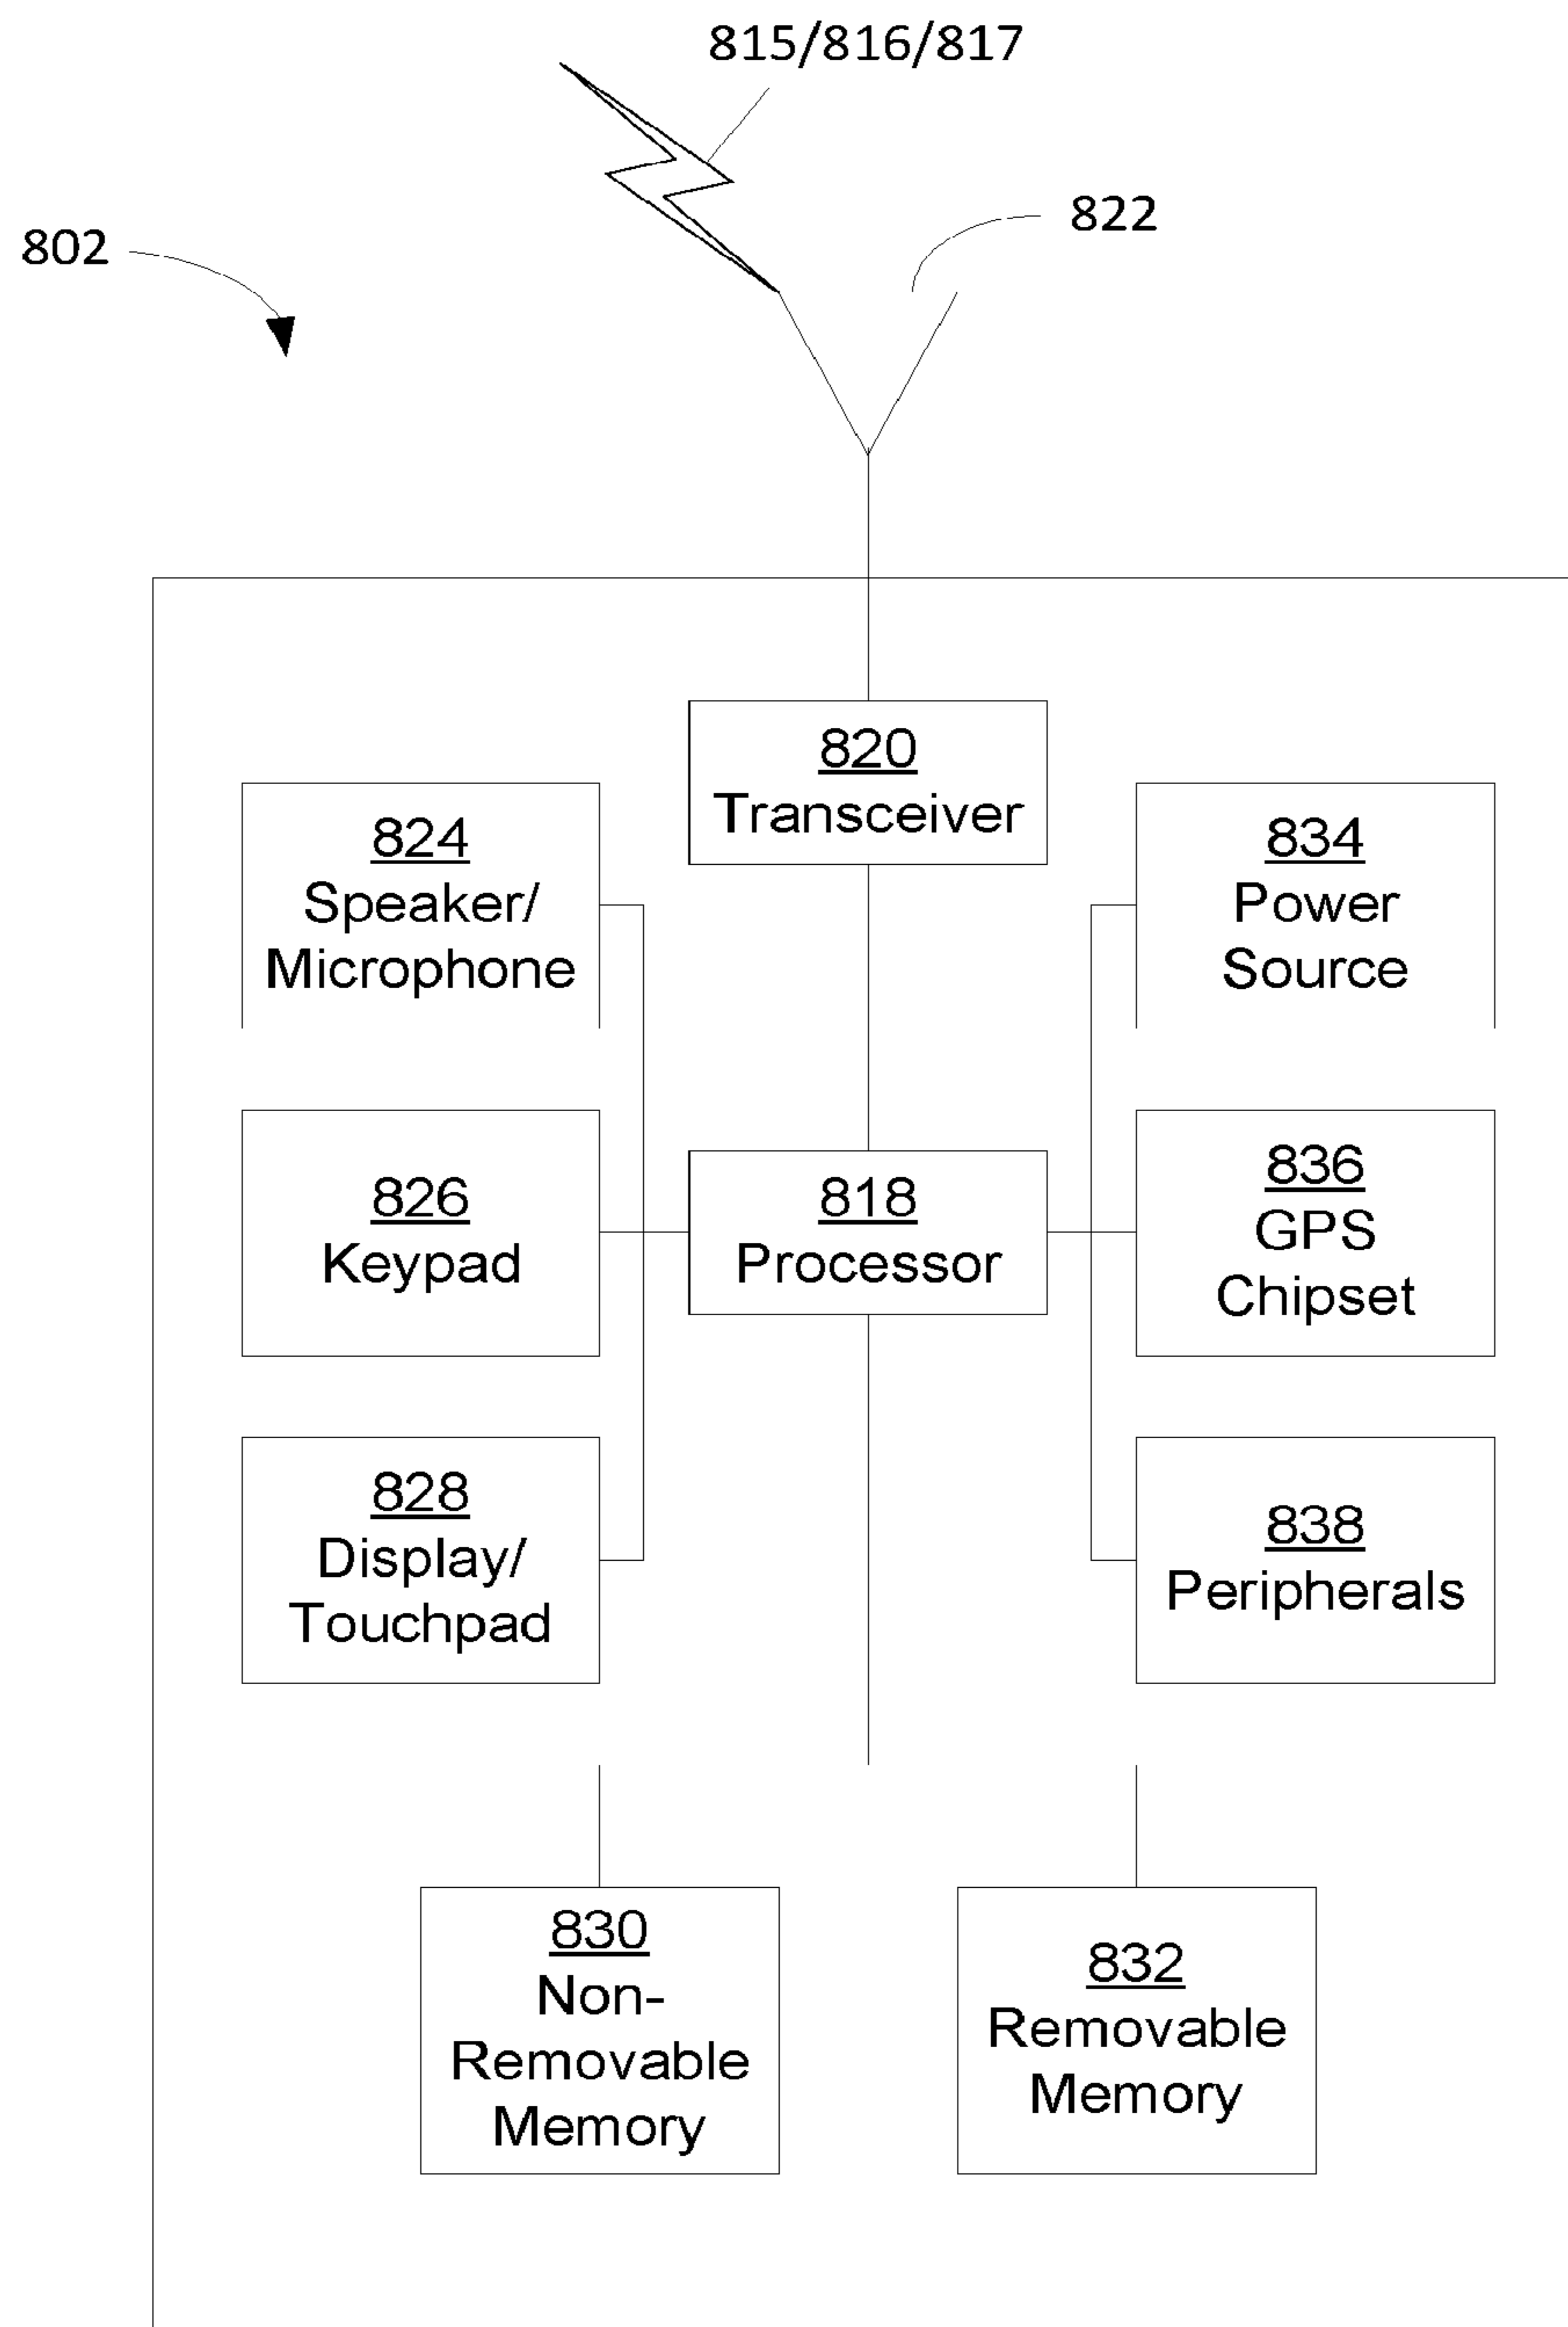 815/816/817
822
802
820
Transceiver
824
Speaker/
Microphone
834
Power
Source
826
Keypad
818
Processor
836
GPS
Chipset
828
Display/
Touchpad
838
Peripherals
830
Non-
Removable
Memory
832
Removable
Memory